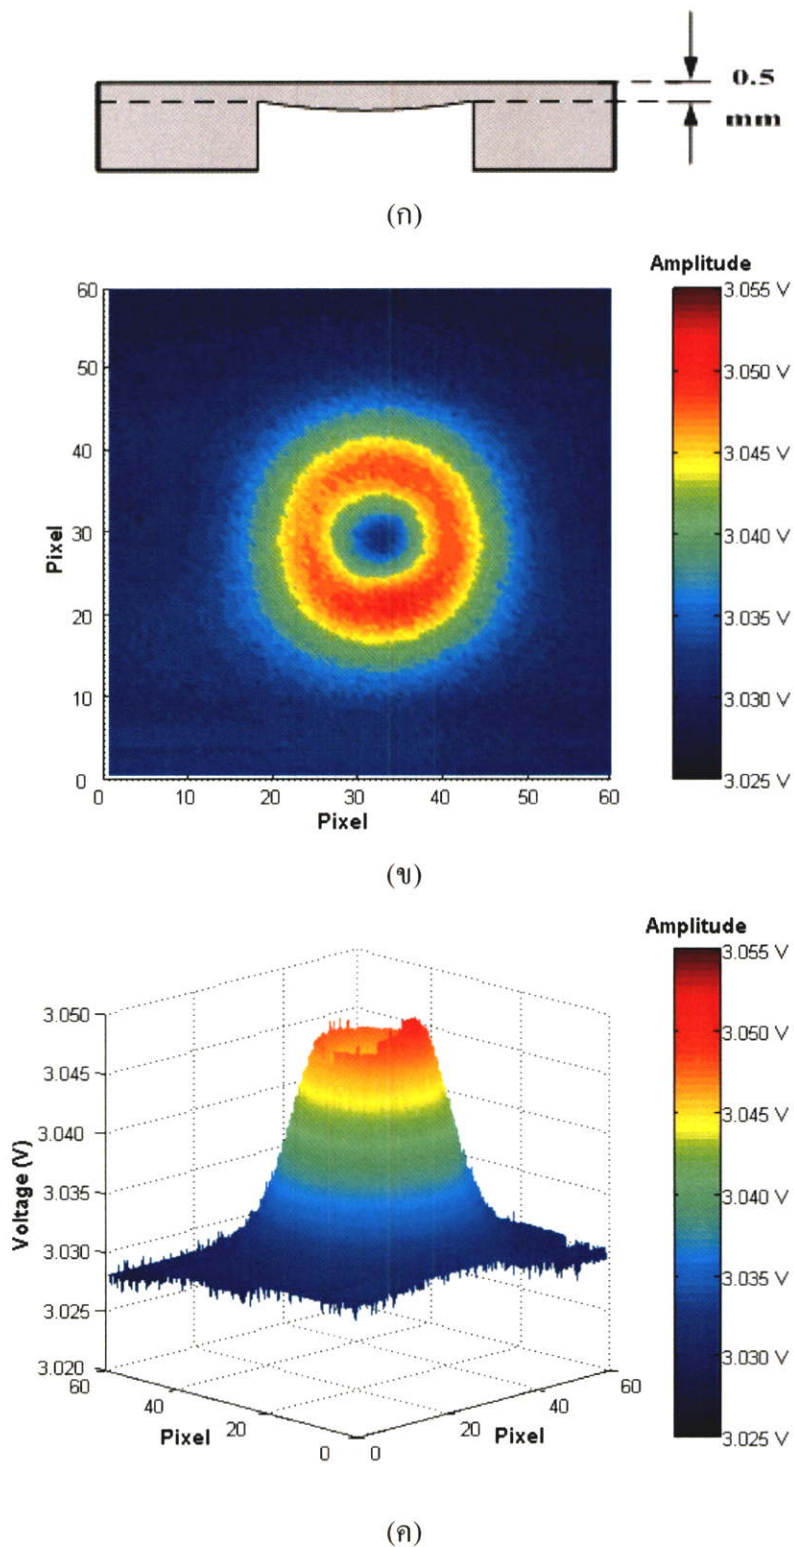 0.5
mm
(ก)
Amplitude
60
50
40
30
20
10
0
Pixel
0 10 20 30 40 50 60
Pixel
3.055 V
3.050 V
3.045 V
3.040 V
3.035 V
3.030 V
3.025 V
(ข)
Amplitude
3.050
3.045
3.040
3.035
3.030
3.025
3.020
Voltage (V)
60
40
20
0
Pixel
0
20
40
60
Pixel
3.055 V
3.050 V
3.045 V
3.040 V
3.035 V
3.030 V
3.025 V
(ค)